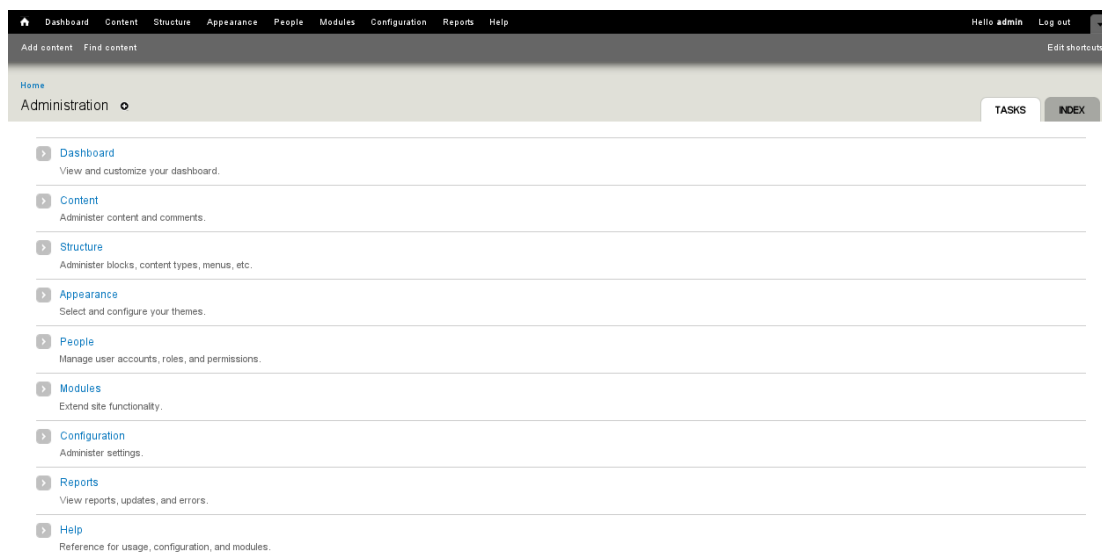 Dashboard Content Structure Appearance People Modules Configuration Reports Help Hello admin Log out
Add content Find content Edit shortcuts
Home
Administration
TASKS INDEX
Dashboard
View and customize your dashboard.
Content
Administer content and comments.
Structure
Administer blocks, content types, menus, etc.
Appearance
Select and configure your themes.
People
Manage user accounts, roles, and permissions.
Modules
Extend site functionality.
Configuration
Administer settings.
Reports
View reports, updates, and errors.
Help
Reference for usage, configuration, and modules.